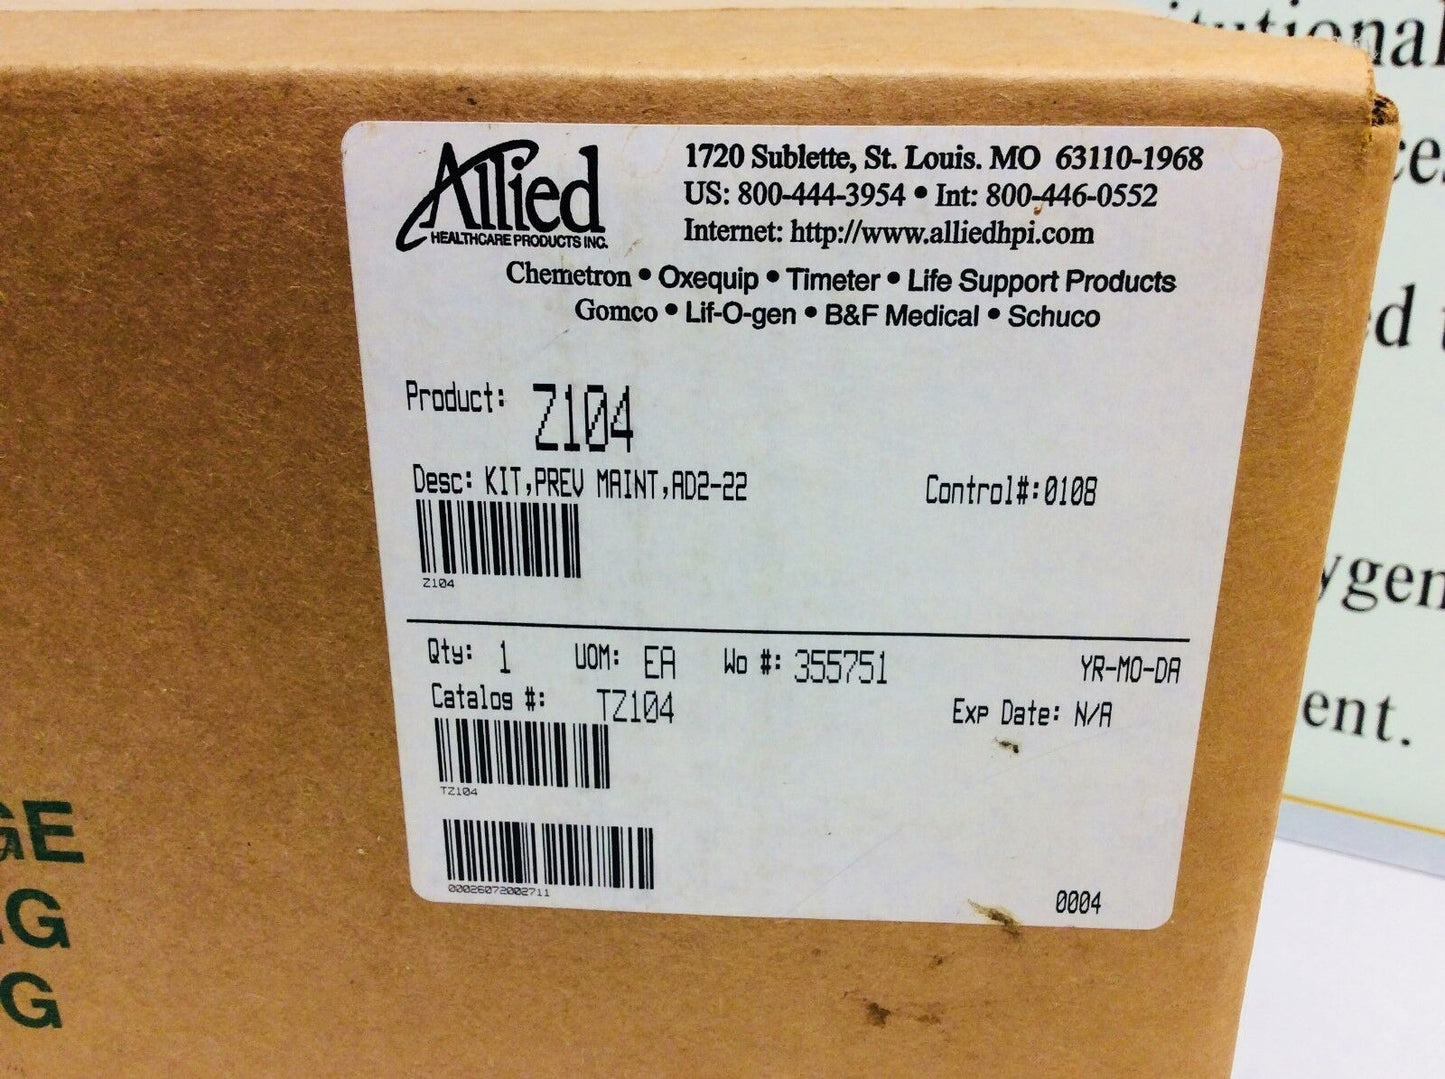 Allied
HEALTHCARE PRODUCTS INC.
1720 Sublette, St. Louis. MO 63110-1968
US: 800-444-3954 • Int: 800-446-0552
Internet: http://www.alliedhpi.com
Chemetron • Oxequip • Timeter • Life Support Products
Gomco • Lif-O-gen • B&F Medical • Schuco
Product: Z104
Desc: KIT,PREV MAINT,AD2-22 Control#:0108
Z104
Qty: 1 UOM: EA Wo #: 355751 YR-MO-DA
Catalog #: TZ104 Exp Date: N/A
TZ104
00026072002711
0004
GE
G
G
ent.